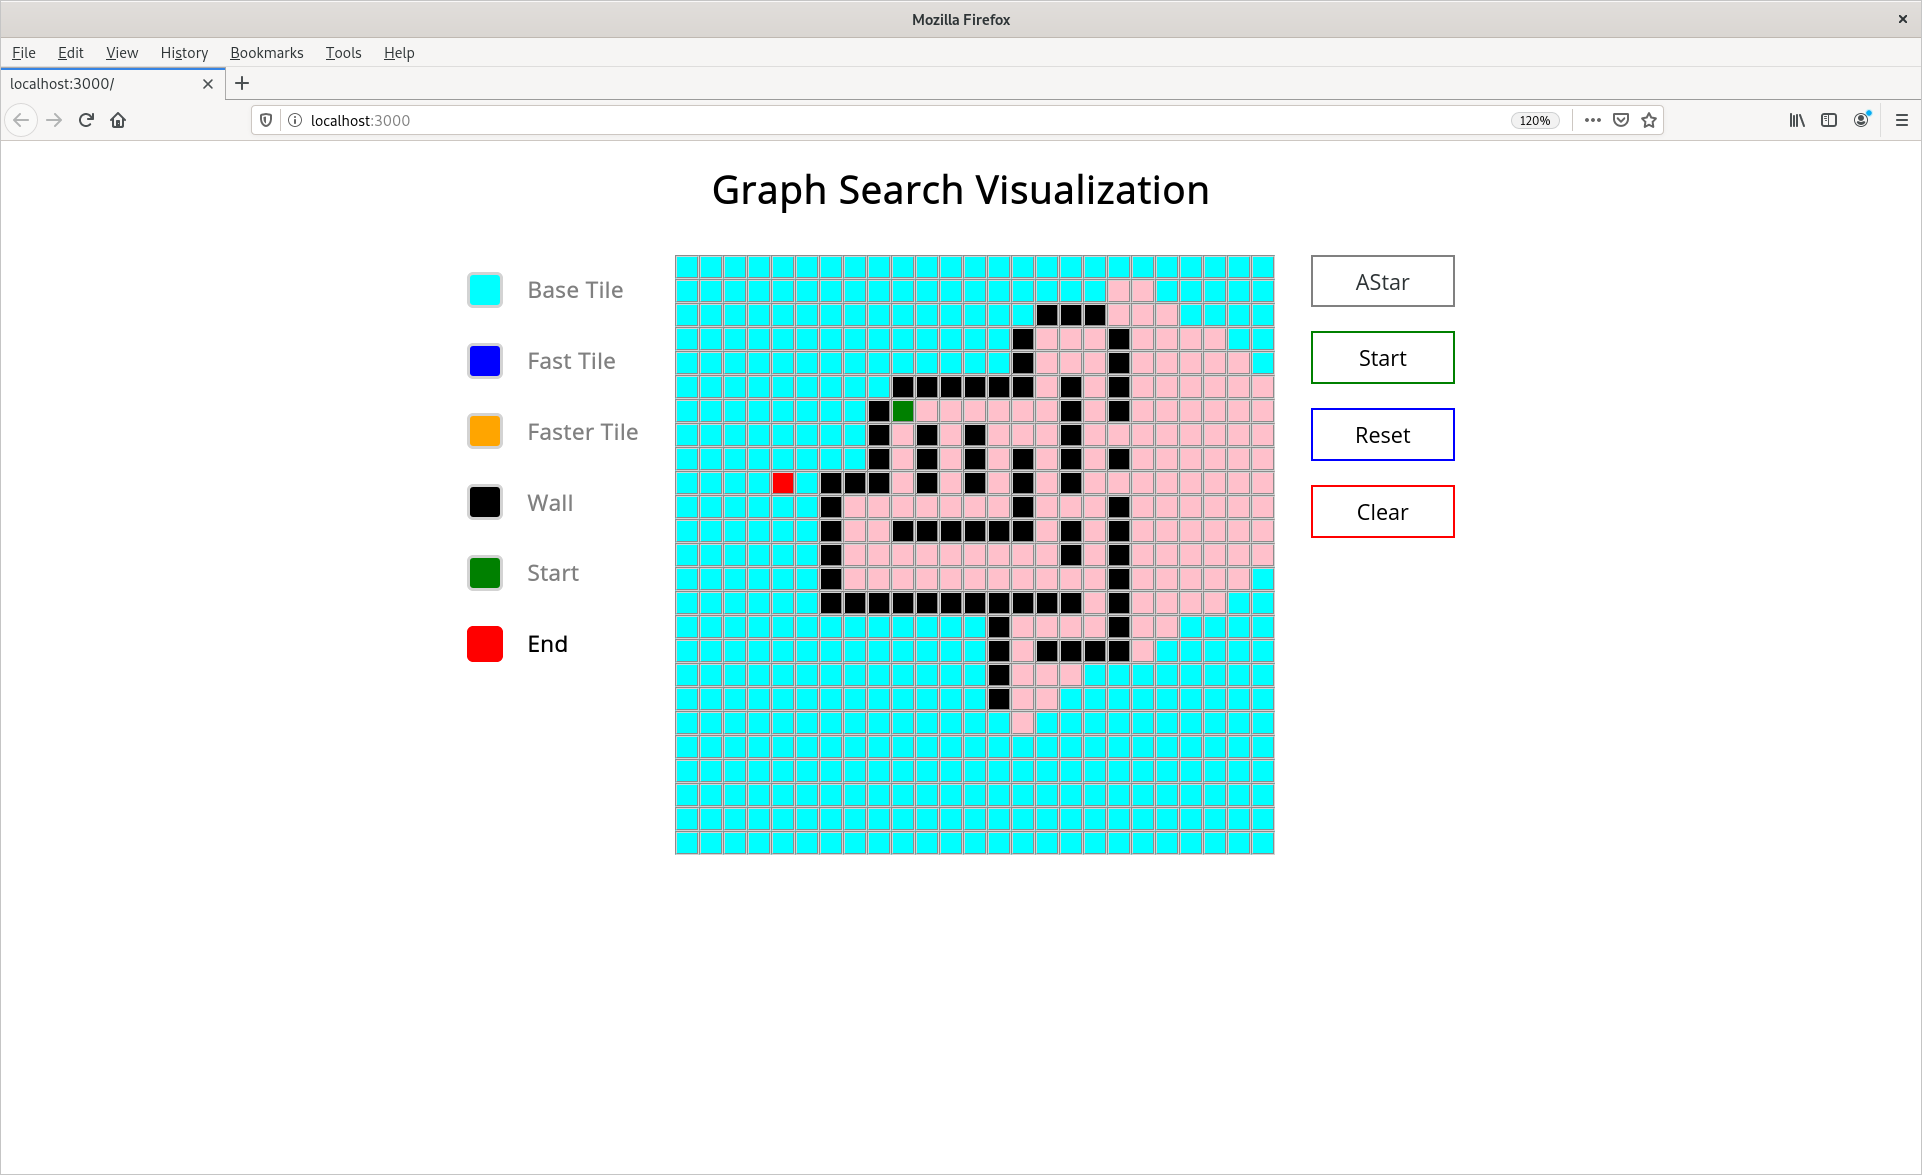 Mozilla Firefox
File Edit View History Bookmarks Tools Help
localhost:3000/
localhost:3000
120%
Graph Search Visualization
Base Tile
Fast Tile
Faster Tile
Wall
Start
End
AStar
Start
Reset
Clear